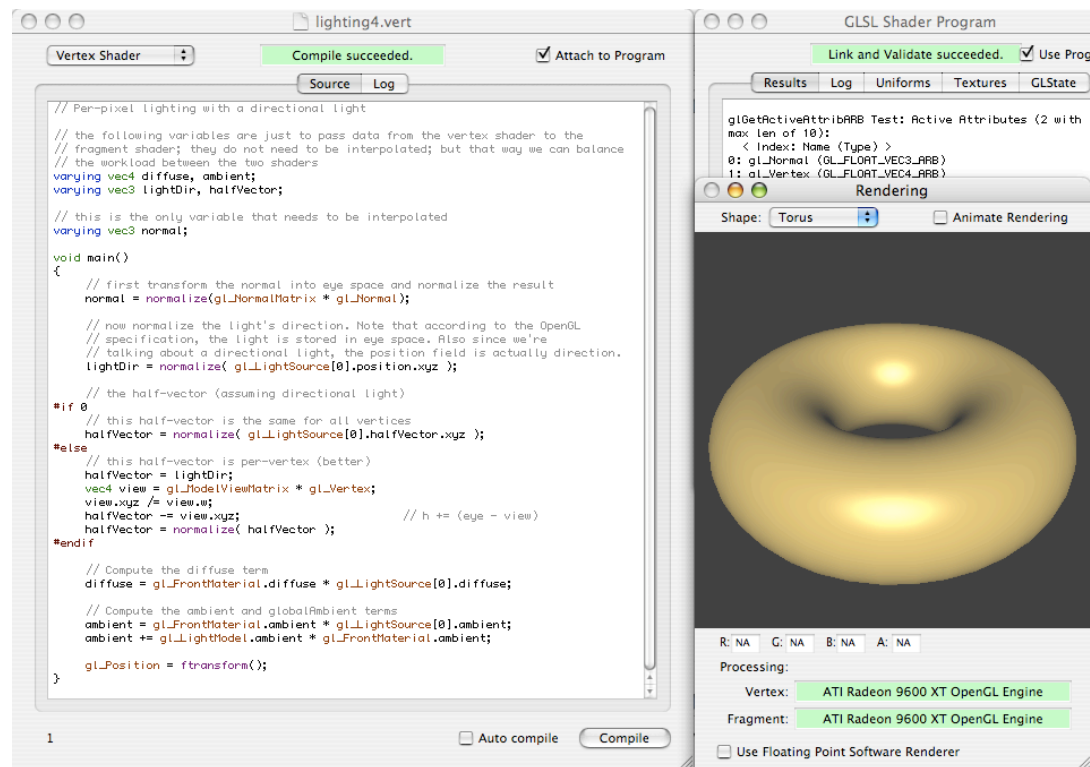 lighting4.vert
Vertex Shader
Compile succeeded.
Attach to Program
Source Log
// Per-pixel lighting with a directional light
// the following variables are just to pass data from the vertex shader to the
// fragment shader; they do not need to be interpolated; but that way we can balance
// the workload between the two shaders
varying vec4 diffuse, ambient;
varying vec3 lightDir, halfVector;
// this is the only variable that needs to be interpolated
varying vec3 normal;
void main()
{
// first transform the normal into eye space and normalize the result
normal = normalize(gl_NormalMatrix * gl_Normal);
// now normalize the light's direction. Note that according to the OpenGL
// specification, the light is stored in eye space. Also since we're
// talking about a directional light, the position field is actually direction.
lightDir = normalize( gl_LightSource[0].position.xyz );
// the half-vector (assuming directional light)
#if 0
// this half-vector is the same for all vertices
halfVector = normalize( gl_LightSource[0].halfVector.xyz );
#else
// this half-vector is per-vertex (better)
halfVector = lightDir;
vec4 view = gl_ModelViewMatrix * gl_Vertex;
view.xyz /= view.w;
halfVector -= view.xyz; // h += (eye - view)
halfVector = normalize( halfVector );
#endif
// Compute the diffuse term
diffuse = gl_FrontMaterial.diffuse * gl_LightSource[0].diffuse;
// Compute the ambient and globalAmbient terms
ambient = gl_FrontMaterial.ambient * gl_LightSource[0].ambient;
ambient += gl_LightModel.ambient * gl_FrontMaterial.ambient;
gl_Position = ftransform();
}
1
Auto compile
Compile
GLSL Shader Program
Link and Validate succeeded.
Use Prog
Results Log Uniforms Textures GLState
glGetActiveAttribARB Test: Active Attributes (2 with
max len of 10):
< Index: Name (Type) >
0: gl_Normal (GL_FLOAT_VEC3_ARB)
1: gl_Vertex (GL_FLOAT_VEC4_ARB)
Rendering
Shape: Torus
Animate Rendering
R: NA G: NA B: NA A: NA
Processing:
Vertex: ATI Radeon 9600 XT OpenGL Engine
Fragment: ATI Radeon 9600 XT OpenGL Engine
Use Floating Point Software Renderer